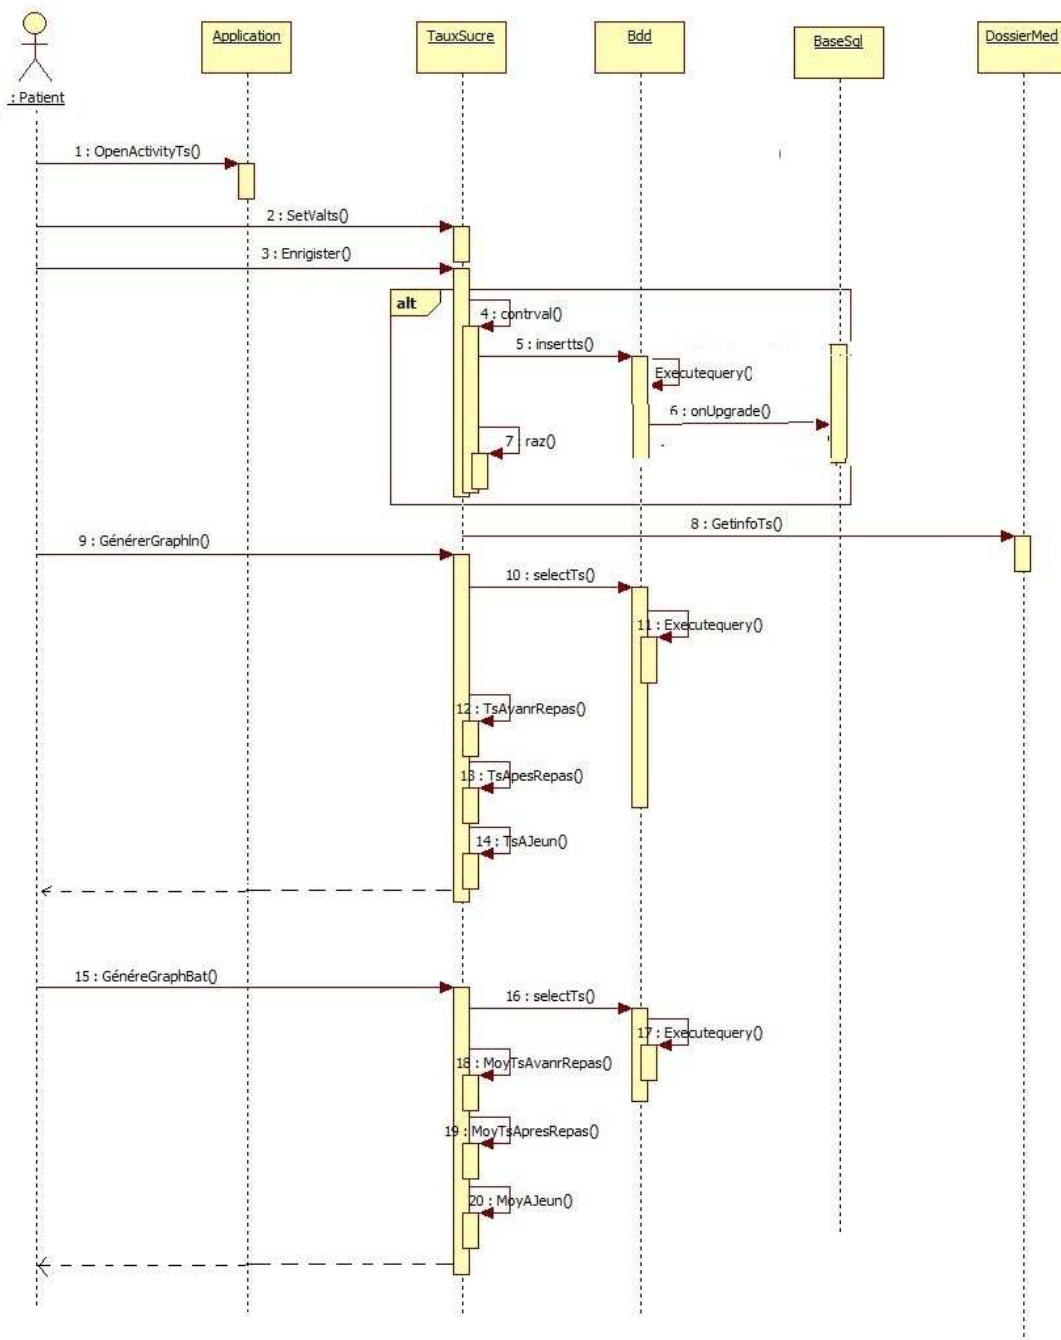 Application
TauxSucre
Bdd
BaseSql
DossierMed
: Patient
1 : OpenActivityTs()
2 : SetValts()
3 : Enrigister()
alt
4 : contrval()
5 : insertts()
Executequery()
6 : onUpgrade()
7 : raz()
8 : GetinfoTs()
9 : GénérerGraphln()
10 : selectTs()
11 : Executequery()
12 : TsAvanrRepas()
13 : TsApesRepas()
14 : TsAJeun()
15 : GénéreGraphBat()
16 : selectTs()
17 : Executequery()
18 : MoyTsAvanrRepas()
19 : MoyTsApresRepas()
20 : MoyAJeun()